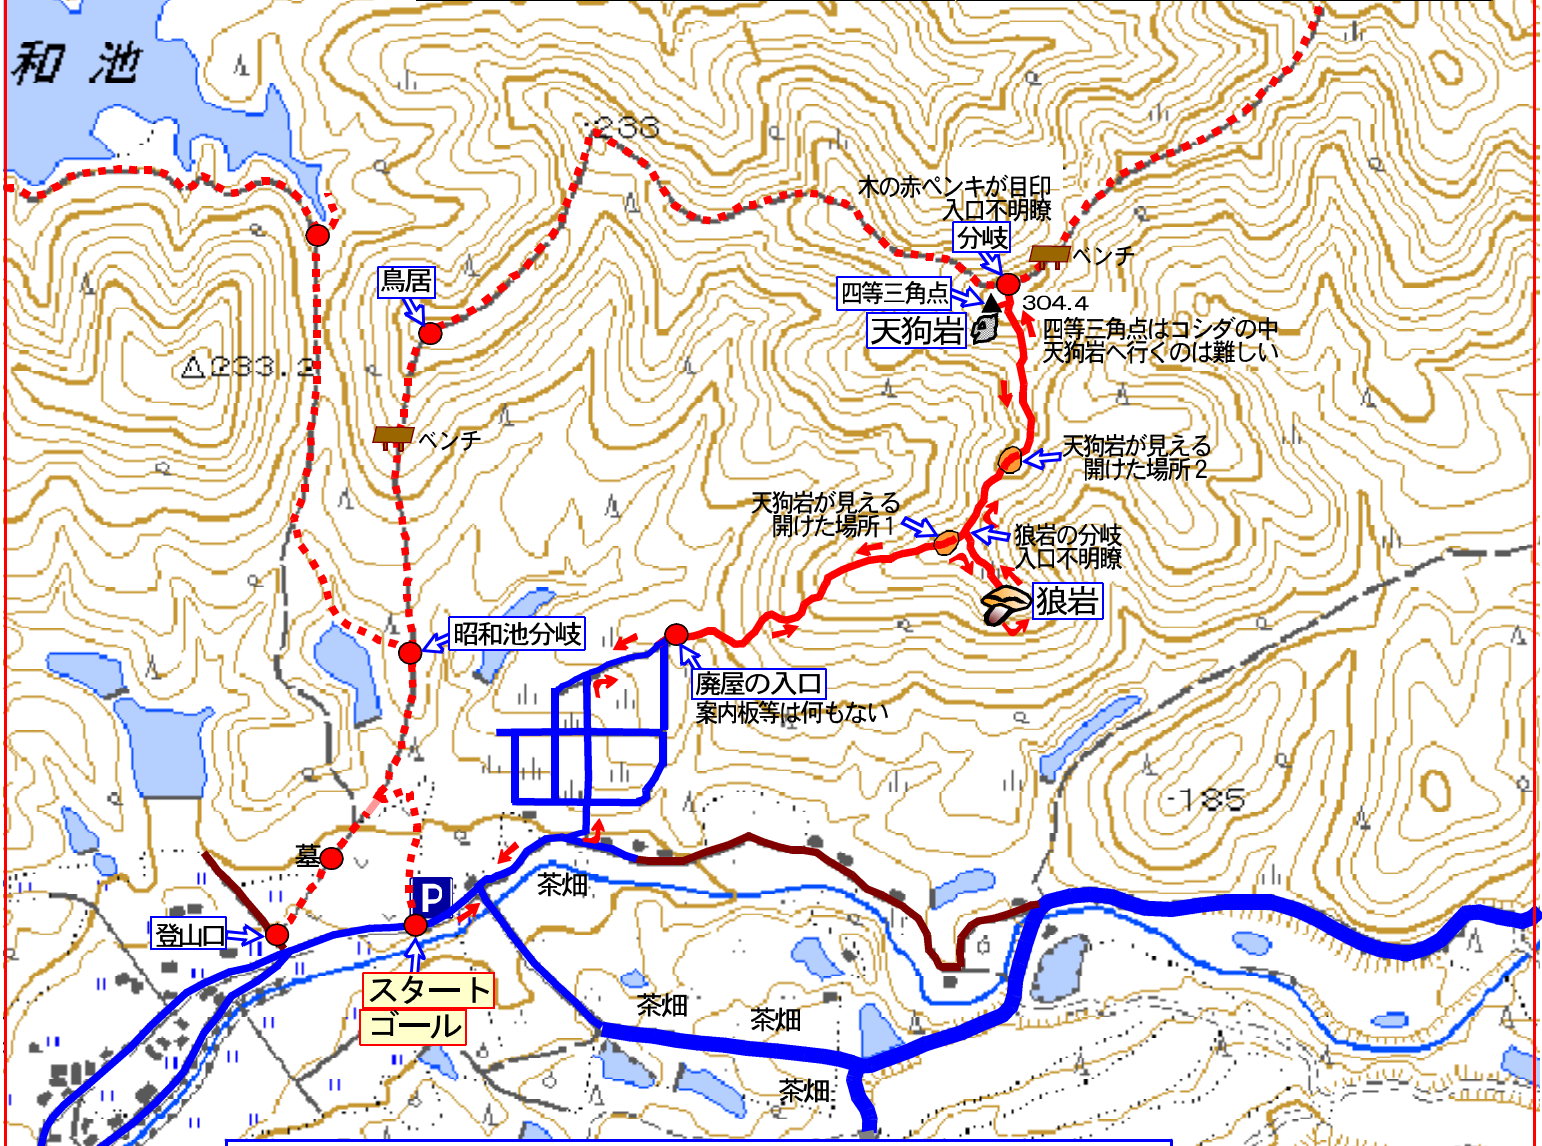 和池
233
木の赤ペンキが目印
入口不明瞭
分岐
ベンチ
鳥居
四等三角点
304.4
天狗岩
四等三角点はコシダの中
天狗岩へ行くのは難しい
233.2
ベンチ
天狗岩が見える
開けた場所2
天狗岩が見える
開けた場所1
狼岩の分岐
入口不明瞭
狼岩
昭和池分岐
廃屋の入口
案内板等は何もない
185
墓
P
茶畑
登山口
スタート
ゴール
茶畑
茶畑
茶畑